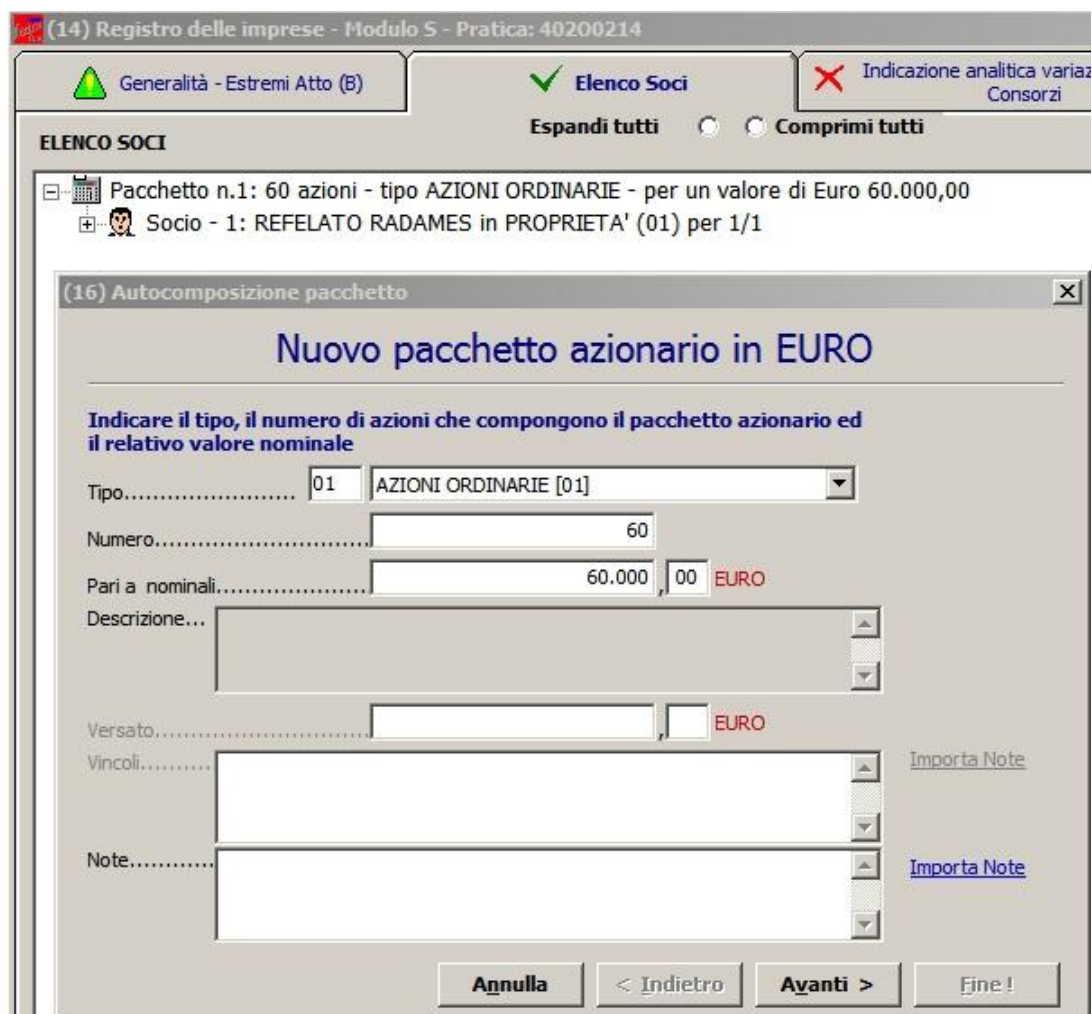 (14) Registro delle imprese - Modulo S - Pratica: 402O0214
Generalità - Estremi Atto (B)
Elenco Soci
Indicazione analitica variaz
Consorzi
Espandi tutti
Comprimi tutti
ELENCO SOCI
Pacchetto n.1: 60 azioni - tipo AZIONI ORDINARIE - per un valore di Euro 60.000,00
Socio - 1: REFELATO RADAMES in PROPRIETA' (01) per 1/1
(16) Autocomposizione pacchetto
Nuovo pacchetto azionario in EURO
Indicare il tipo, il numero di azioni che compongono il pacchetto azionario ed
il relativo valore nominale
Tipo........................ 01 AZIONI ORDINARIE [01]
Numero.............................. 60
Pari a nominali..................... 60.000 , 00 EURO
Descrizione...
Versato.............................. , EURO
Vincoli.......... Importa Note
Note............ Importa Note
Annulla
< Indietro
Avanti >
Fine !